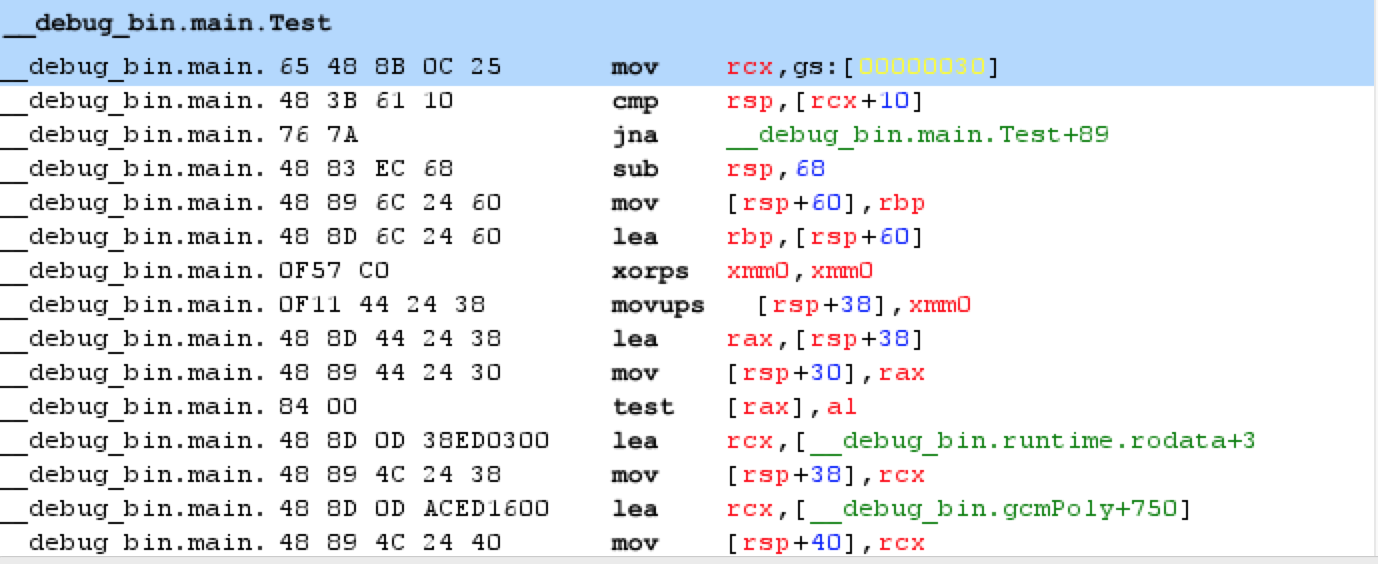 __debug_bin.main.Test
__debug_bin.main. 65 48 8B 0C 25 mov rcx,gs:[00000030]
__debug_bin.main. 48 3B 61 10 cmp rsp,[rcx+10]
__debug_bin.main. 76 7A jna __debug_bin.main.Test+89
__debug_bin.main. 48 83 EC 68 sub rsp,68
__debug_bin.main. 48 89 6C 24 60 mov [rsp+60],rbp
__debug_bin.main. 48 8D 6C 24 60 lea rbp,[rsp+60]
__debug_bin.main. 0F57 C0 xorps xmm0,xmm0
__debug_bin.main. 0F11 44 24 38 movups [rsp+38],xmm0
__debug_bin.main. 48 8D 44 24 38 lea rax,[rsp+38]
__debug_bin.main. 48 89 44 24 30 mov [rsp+30],rax
__debug_bin.main. 84 00 test [rax],al
__debug_bin.main. 48 8D 0D 38ED0300 lea rcx,[__debug_bin.runtime.rodata+3
__debug_bin.main. 48 89 4C 24 38 mov [rsp+38],rcx
__debug_bin.main. 48 8D 0D ACED1600 lea rcx,[__debug_bin.gcmPoly+750]
__debug_bin.main. 48 89 4C 24 40 mov [rsp+40],rcx